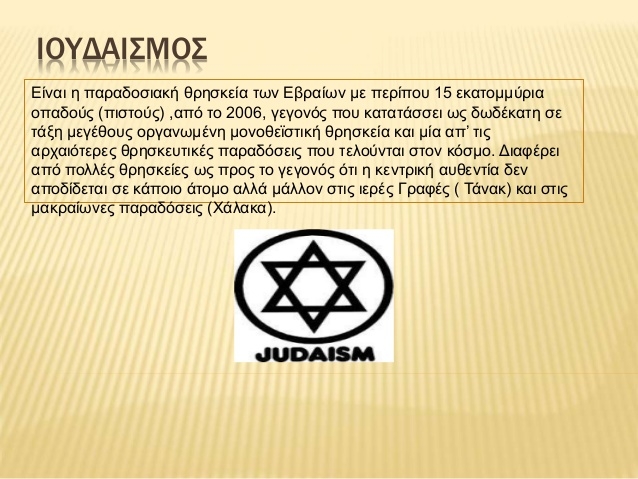 ΙΟΥΔΑΙΣΜΟΣ
Είναι η παραδοσιακή θρησκεία των Εβραίων με περίπου 15 εκατομμύρια
οπαδούς (πιστούς) ,από το 2006, γεγονός που κατατάσσει ως δωδέκατη σε
τάξη μεγέθους οργανωμένη μονοθεϊστική θρησκεία και μία απ’ τις
αρχαιότερες θρησκευτικές παραδόσεις που τελούνται στον κόσμο. Διαφέρει
από πολλές θρησκείες ως προς το γεγονός ότι η κεντρική αυθεντία δεν
αποδίδεται σε κάποιο άτομο αλλά μάλλον στις ιερές Γραφές ( Τάνακ) και στις
μακραίωνες παραδόσεις (Χάλακα).
JUDAISM